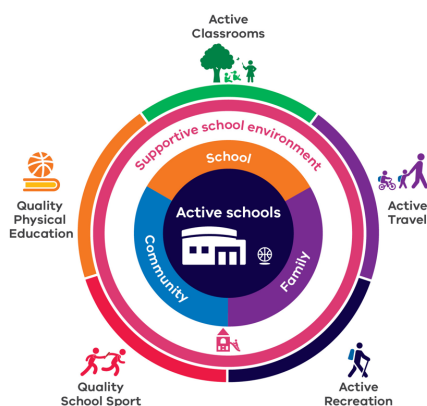 Active
Classrooms
Supportive school environment
School
Quality
Physical
Education
Active schools
Active
Travel
Community
Family
Quality
School Sport
Active
Recreation